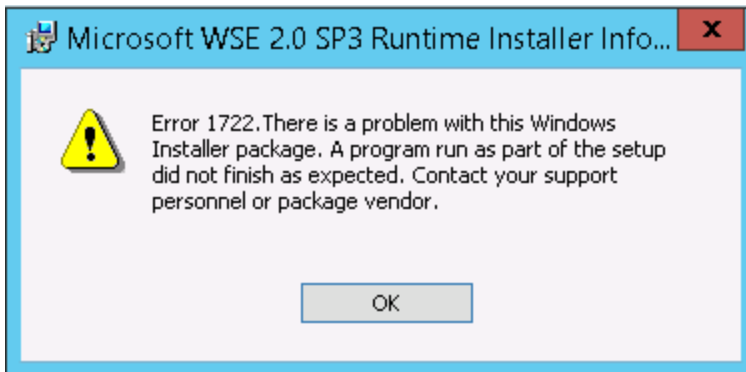 Microsoft WSE 2.0 SP3 Runtime Installer Info...
x
Error 1722.There is a problem with this Windows
Installer package. A program run as part of the setup
did not finish as expected. Contact your support
personnel or package vendor.
OK